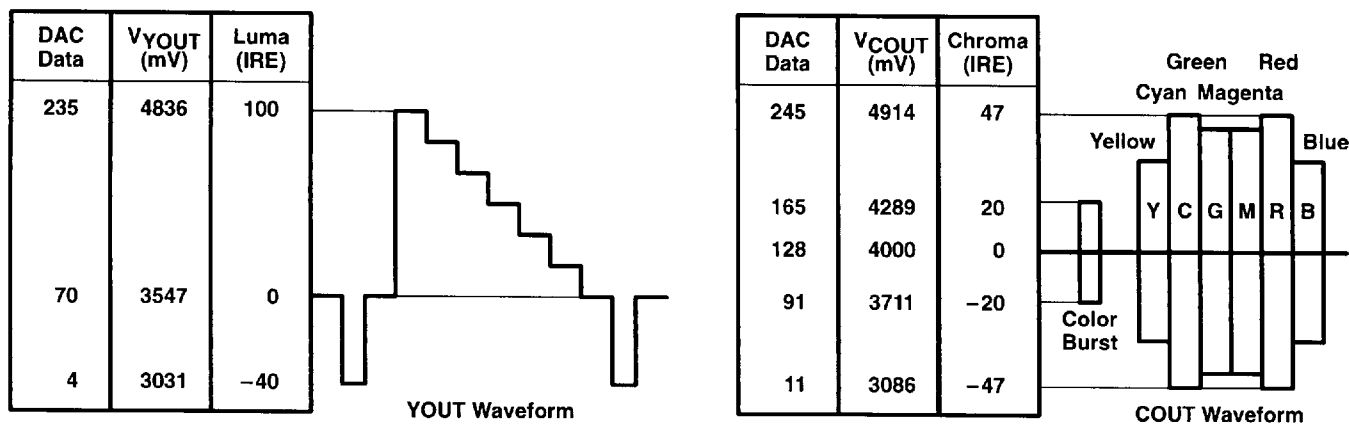 DAC Data | VYOUT (mV) | Luma (IRE)
235 | 4836 | 100
70 | 3547 | 0
4 | 3031 | −40
YOUT Waveform
DAC Data | VCOUT (mV) | Chroma (IRE)
245 | 4914 | 47
165 | 4289 | 20
128 | 4000 | 0
91 | 3711 | −20
11 | 3086 | −47
Green Red
Cyan Magenta
Yellow Blue
Y C G M R B
Color
Burst
COUT Waveform